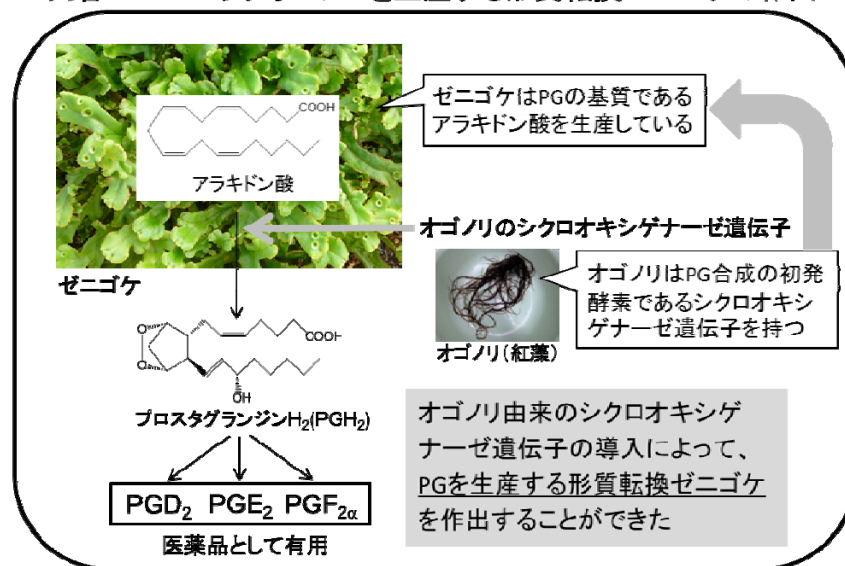 ゼニゴケはPGの基質である
アラキドン酸を生産している
COOH
アラキドン酸
オゴノリのシクロオキシゲナーゼ遺伝子
ゼニゴケ
オゴノリはPG合成の初発
酵素であるシクロオキシ
ゲナーゼ遺伝子を持つ
オゴノリ(紅藻)
O
O
COOH
OH
プロスタグランジンH₂(PGH₂)
オゴノリ由来のシクロオキシゲ
ナーゼ遺伝子の導入によって、
PGを生産する形質転換ゼニゴケ
を作出することができた
PGD₂ PGE₂ PGF₂α
医薬品として有用